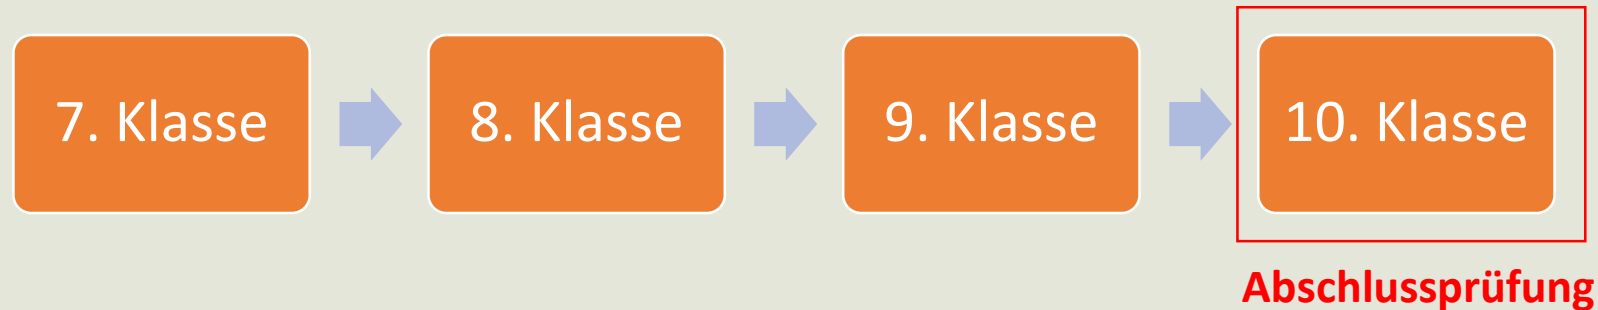 7. Klasse
8. Klasse
9. Klasse
10. Klasse
Abschlussprüfung